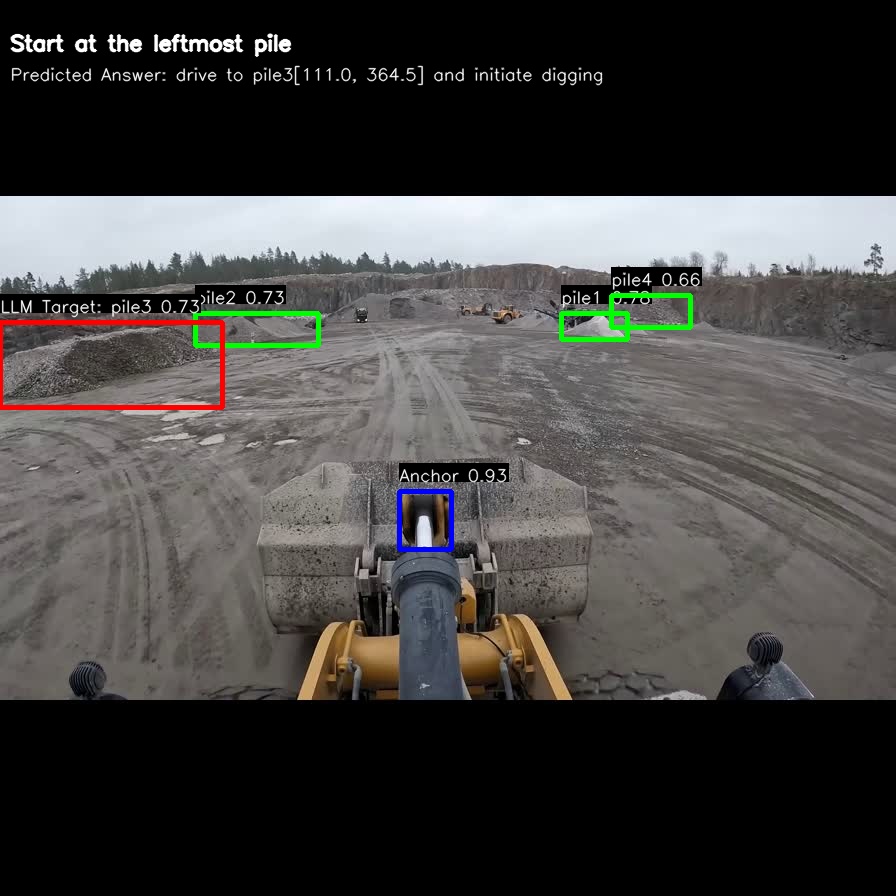 Start at the leftmost pile
Predicted Answer: drive to pile3[111.0, 364.5] and initiate digging
pile4 0.66
LLM Target: pile3 0.73
pile2 0.73
pile1 0.78
Anchor 0.93